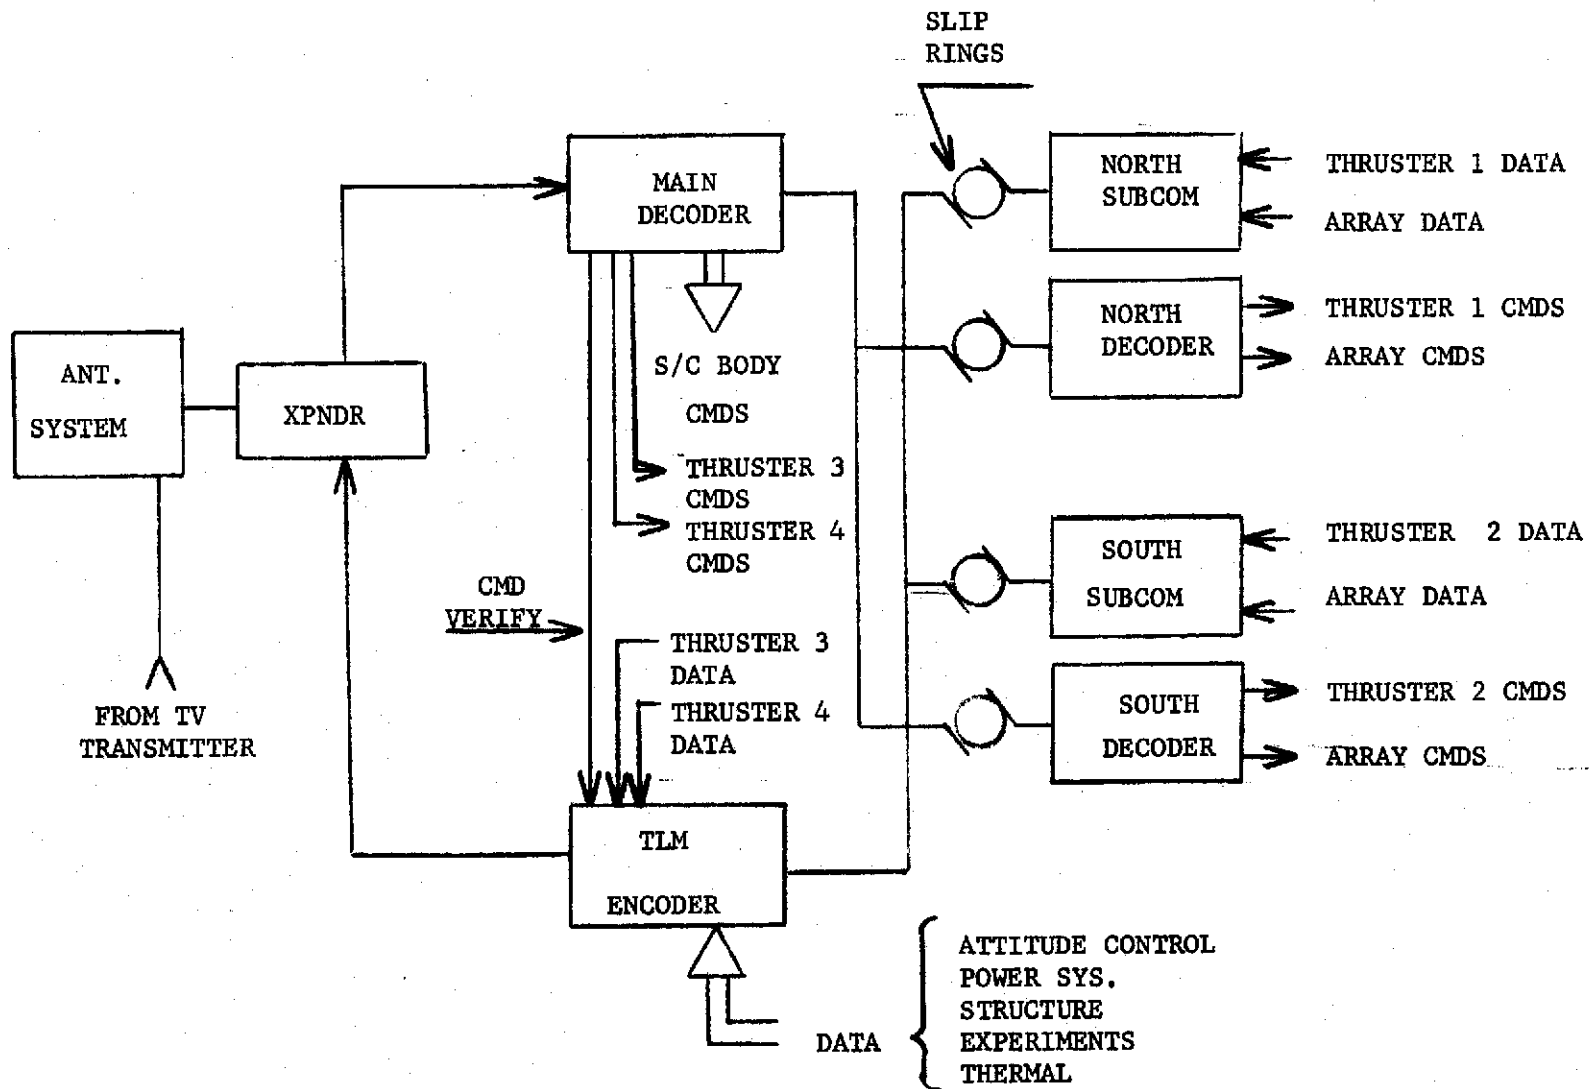 SLIP
RINGS
MAIN
DECODER
NORTH
SUBCOM
THRUSTER 1 DATA
ARRAY DATA
NORTH
DECODER
THRUSTER 1 CMDS
ARRAY CMDS
ANT.
SYSTEM
XPNDR
S/C BODY
CMDS
THRUSTER 3
CMDS
THRUSTER 4
CMDS
SOUTH
SUBCOM
THRUSTER 2 DATA
ARRAY DATA
CMD
VERIFY
THRUSTER 3
DATA
THRUSTER 4
DATA
SOUTH
DECODER
THRUSTER 2 CMDS
ARRAY CMDS
FROM TV
TRANSMITTER
TLM
ENCODER
DATA
ATTITUDE CONTROL
POWER SYS.
STRUCTURE
EXPERIMENTS
THERMAL